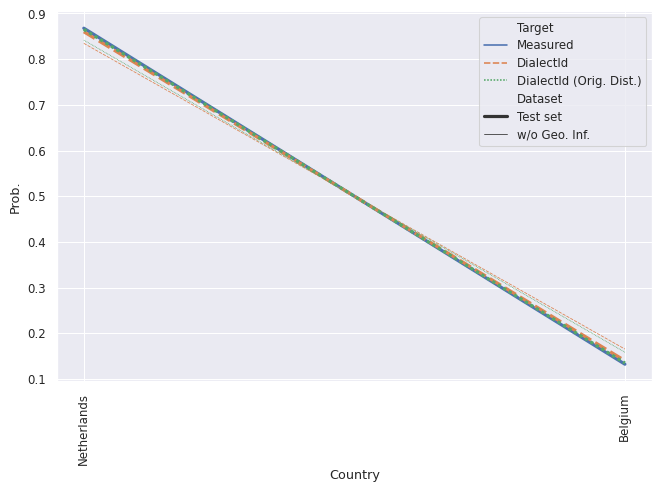 0.9
0.8
0.7
0.6
0.5
0.4
0.3
0.2
0.1
Prob.
Target
Measured
DialectId
DialectId (Orig. Dist.)
Dataset
Test set
w/o Geo. Inf.
Netherlands
Belgium
Country